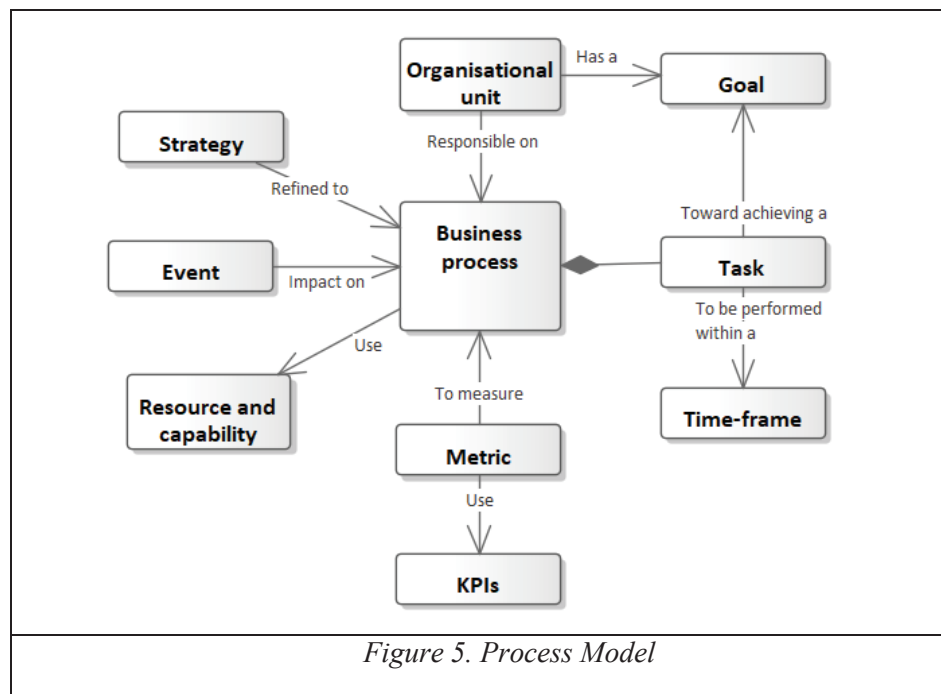 Organisational
unit
Has a
Goal
Responsible on
Strategy
Refined to
Business
process
Toward achieving a
Event
Impact on
Task
To be performed
within a
Use
Resource and
capability
To measure
Time-frame
Metric
Use
KPIs
Figure 5. Process Model